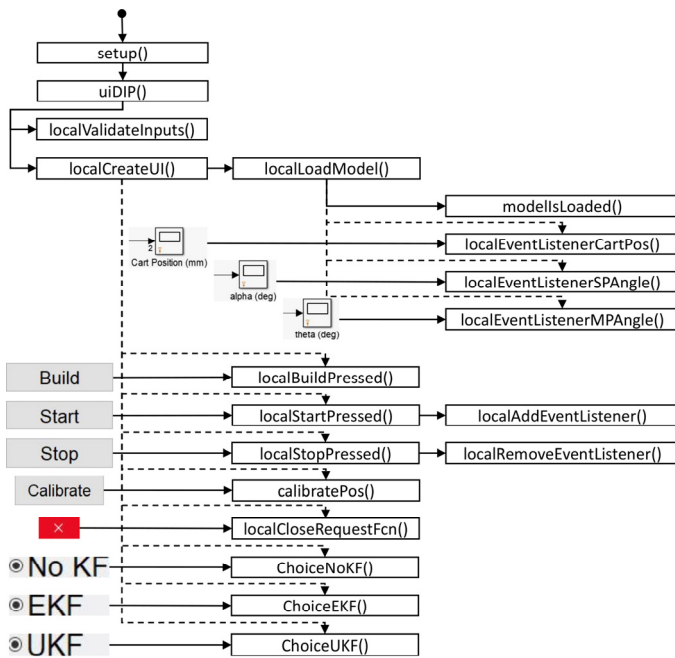 setup()
uiDIP()
localValidateInputs()
localCreateUI()
localLoadModel()
modelIsLoaded()
2
Cart Position (mm)
localEventListenerCartPos()
alpha (deg)
localEventListenerSPAngle()
theta (deg)
localEventListenerMPAngle()
Build
localBuildPressed()
Start
localStartPressed()
localAddEventListener()
Stop
localStopPressed()
localRemoveEventListener()
Calibrate
calibratePos()
localCloseRequestFcn()
No KF
ChoiceNoKF()
EKF
ChoiceEKF()
UKF
ChoiceUKF()